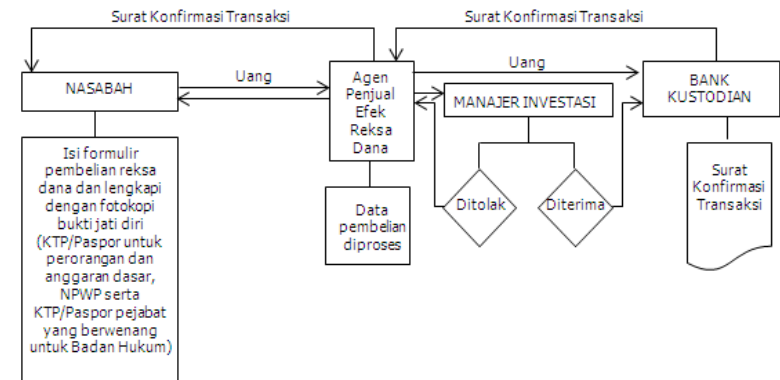 Surat Konfirmasi Transaksi
Surat Konfirmasi Transaksi
NASABAH
Uang
Agen
Penjual
Efek
Reksa
Dana
Uang
MANAJER INVESTASI
BANK
KUSTODIAN
Isi formulir
pembelian reksa
dana dan lengkapi
dengan fotokopi
bukti jati diri
(KTP/Paspor untuk
perorangan dan
anggaran dasar,
NPWP serta
KTP/Paspor pejabat
yang berwenang
untuk Badan Hukum)
Data
pembelian
diproses
Ditolak
Diterima
Surat
Konfirmasi
Transaksi